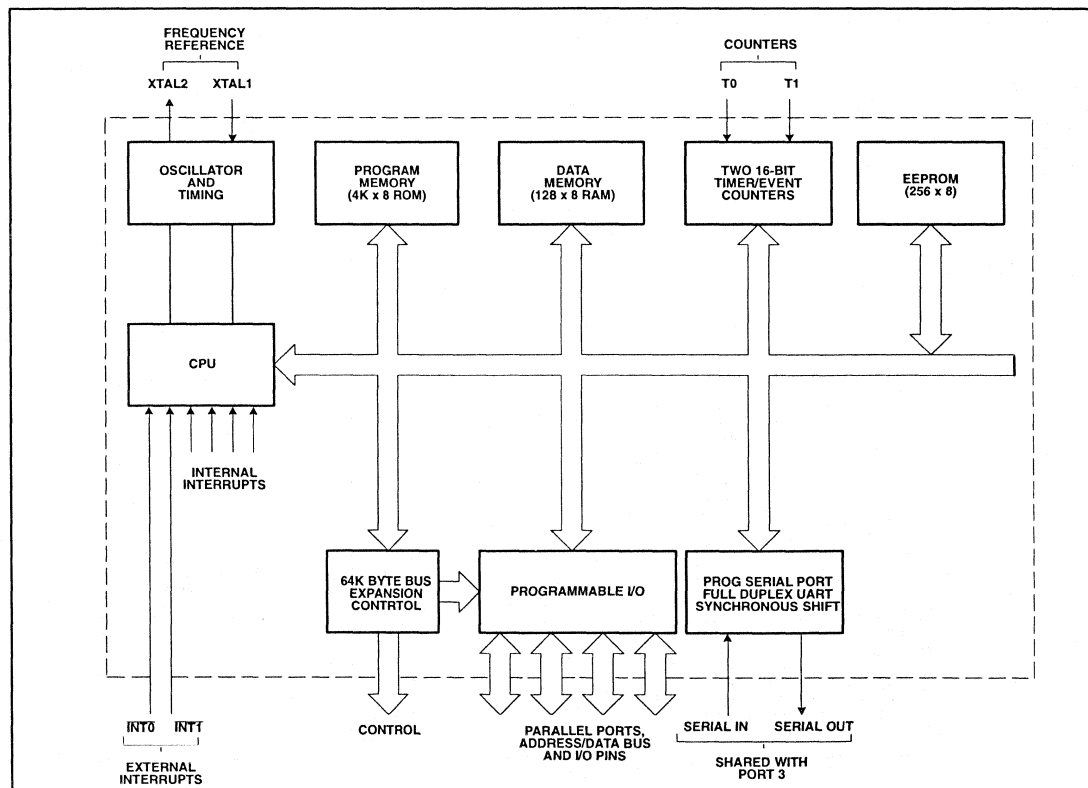 FREQUENCY
REFERENCE
COUNTERS
XTAL2 XTAL1
T0 T1
OSCILLATOR
AND
TIMING
PROGRAM
MEMORY
(4K x 8 ROM)
DATA
MEMORY
(128 x 8 RAM)
TWO 16-BIT
TIMER/EVENT
COUNTERS
EEPROM
(256 x 8)
CPU
INTERNAL
INTERRUPTS
64K BYTE BUS
EXPANSION
CONTRTOL
PROGRAMMABLE I/O
PROG SERIAL PORT
FULL DUPLEX UART
SYNCHRONOUS SHIFT
INT0 INT1
EXTERNAL
INTERRUPTS
CONTROL
PARALLEL PORTS,
ADDRESS/DATA BUS
AND I/O PINS
SERIAL IN SERIAL OUT
SHARED WITH
PORT 3